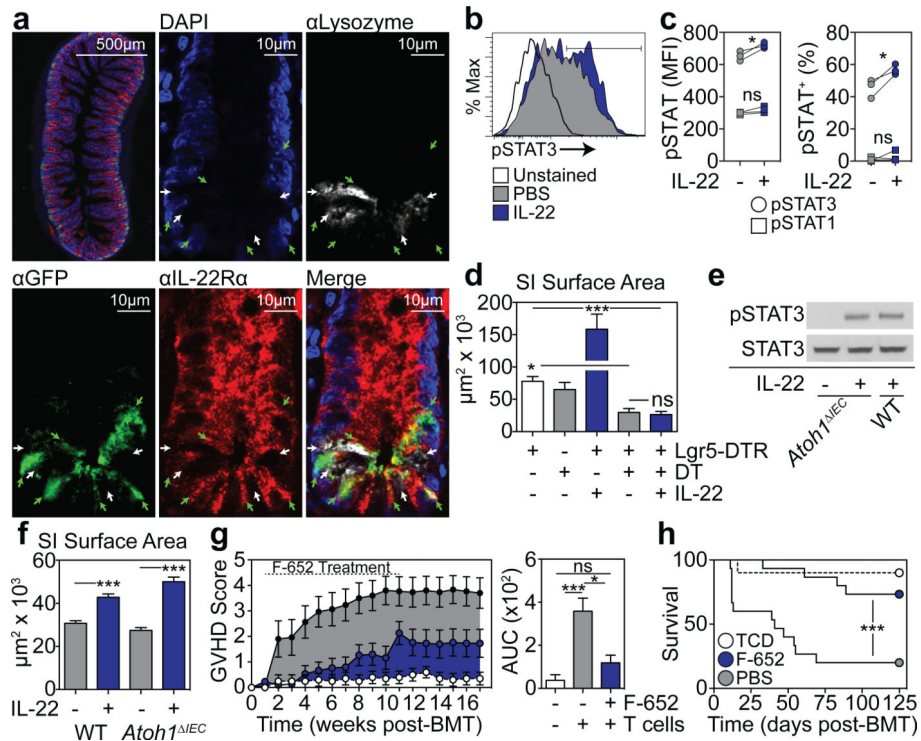 a
DAPI
αLysozyme
500µm
10µm
10µm
αGFP
αIL-22Rα
Merge
10µm
10µm
10µm
b
% Max
pSTAT3
Unstained
PBS
IL-22
c
pSTAT (MFI)
800
600
400
200
0
*
ns
IL-22 - +
pSTAT+ (%)
80
60
40
20
0
*
ns
IL-22 - +
pSTAT3
pSTAT1
d
SI Surface Area
µm² x 10³
200
150
100
50
0
***
*
ns
- - + + + Lgr5-DTR
+ - + + DT
- - + - + IL-22
e
pSTAT3
STAT3
IL-22 - + +
Atoh1ΔIEC
WT
f
SI Surface Area
µm² x 10³
60
40
20
0
***
***
IL-22 - + - +
WT Atoh1ΔIEC
g
F-652 Treatment
GVHD Score
5
4
3
2
1
0
0 2 4 6 8 10 12 14 16
Time (weeks post-BMT)
AUC (x10²)
5
4
3
2
1
0
ns
***
*
- - + F-652
- + + T cells
h
Survival
100
50
0
***
TCD
F-652
PBS
0 25 50 75 100 125
Time (days post-BMT)